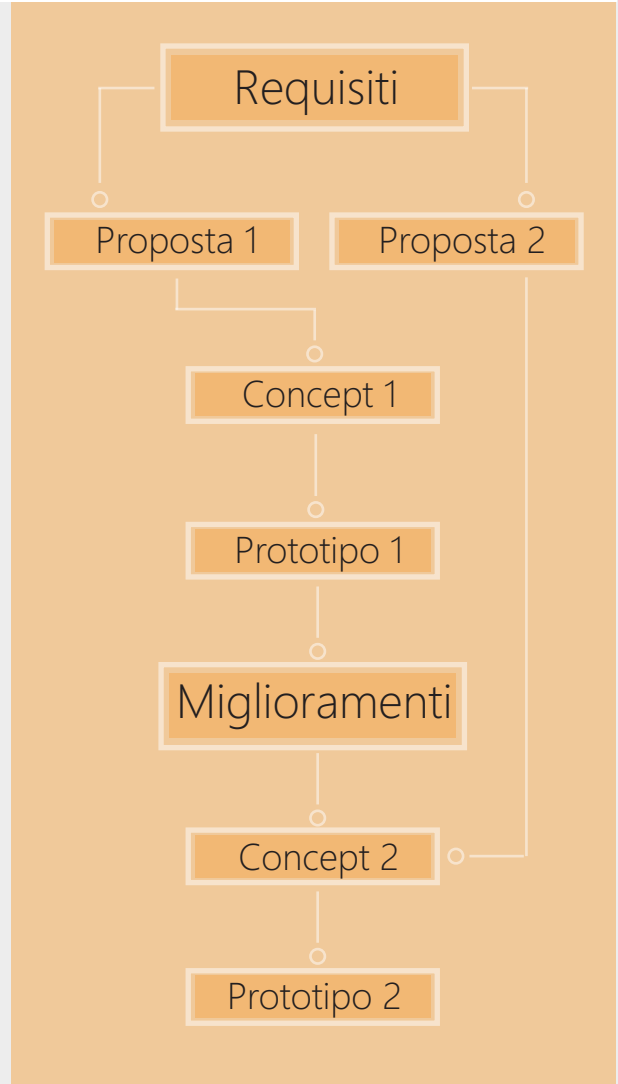 Requisiti
Proposta 1
Proposta 2
Concept 1
Prototipo 1
Miglioramenti
Concept 2
Prototipo 2